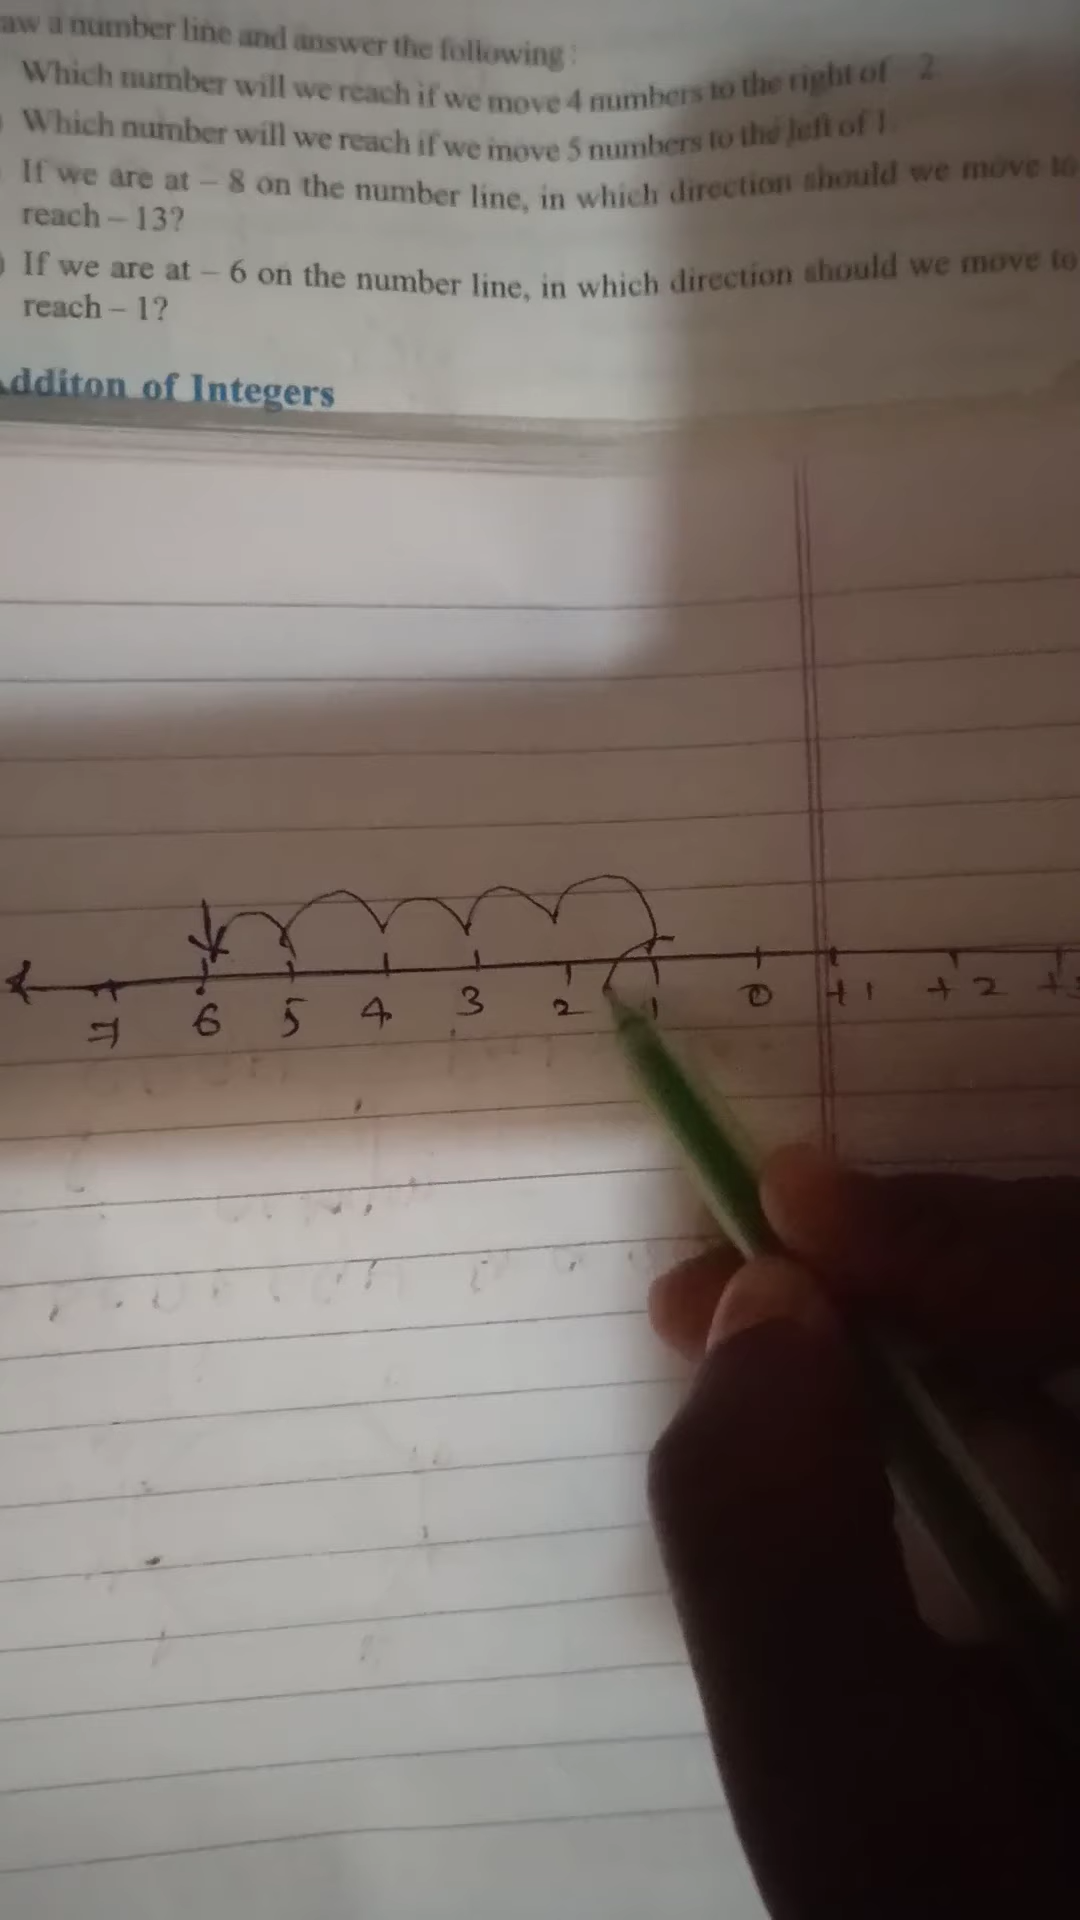 aw a number line and answer the following :
Which number will we reach if we move 4 numbers to the right of 2.
Which number will we reach if we move 5 numbers to the left of 1.
If we are at – 8 on the number line, in which direction should we move to
reach – 13?
) If we are at – 6 on the number line, in which direction should we move to
reach – 1?
dditon of Integers
7 6 5 4 3 2 1 0 +1 +2 +3